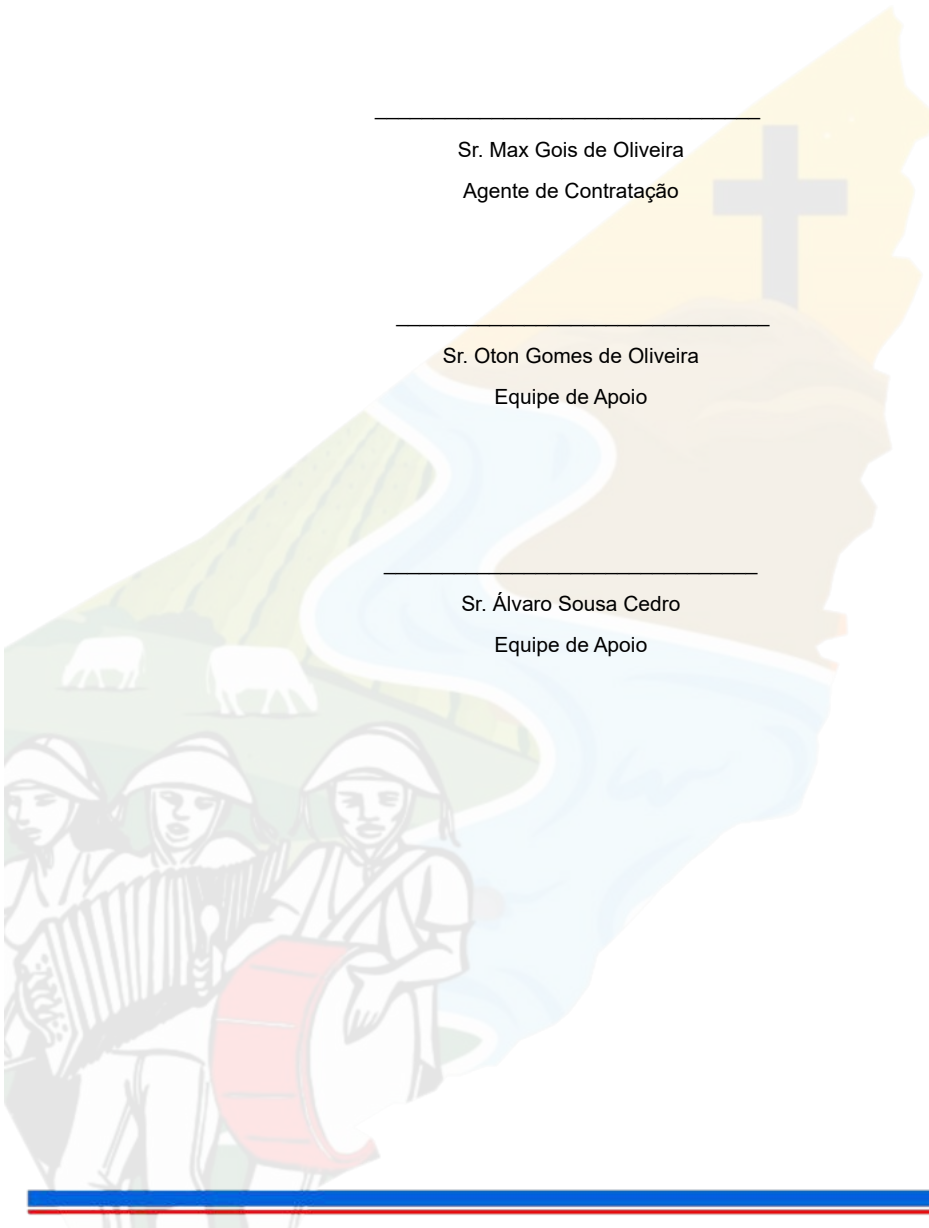 Sr. Max Gois de Oliveira
Agente de Contratação
Sr. Oton Gomes de Oliveira
Equipe de Apoio
Sr. Álvaro Sousa Cedro
Equipe de Apoio